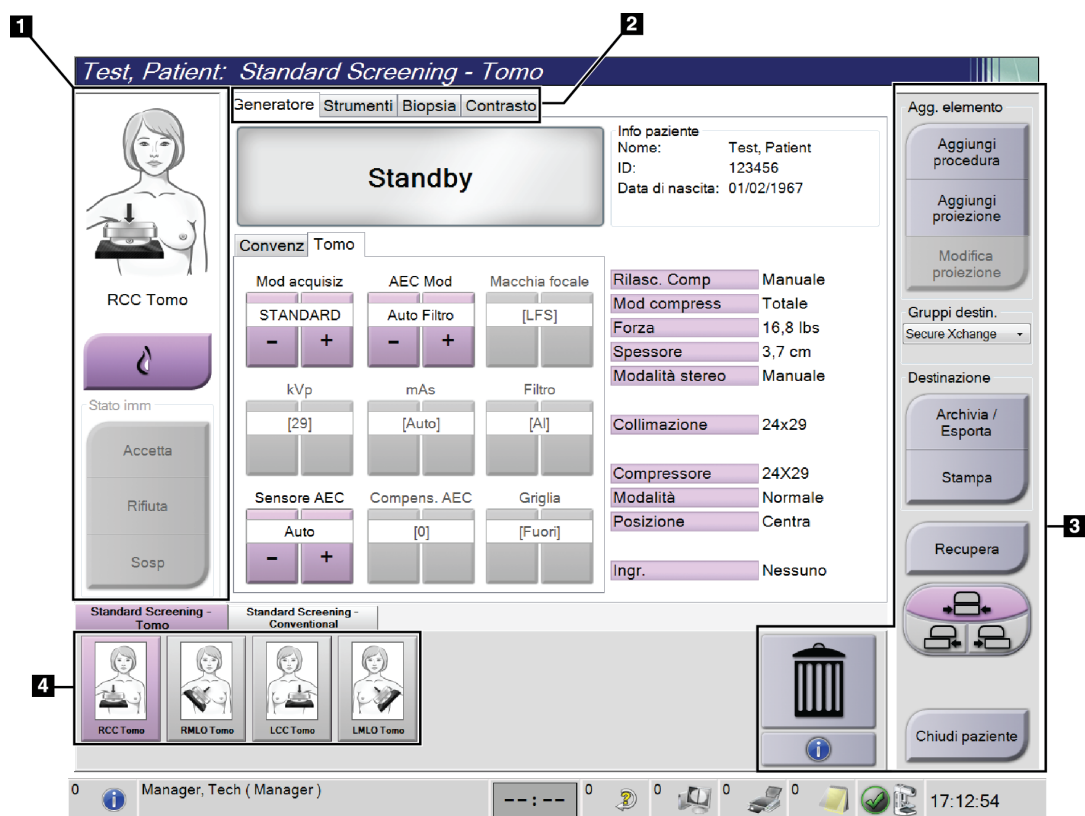 1
2
Test, Patient: Standard Screening - Tomo
Generatore Strumenti Biopsia Contrasto
Standby
Info paziente
Nome: Test, Patient
ID: 123456
Data di nascita: 01/02/1967
RCC Tomo
Stato imm
Accetta
Rifiuta
Sosp
Convenz Tomo
Mod acquisiz AEC Mod Macchia focale
STANDARD Auto Filtro [LFS]
- + - +
kVp mAs Filtro
[29] [Auto] [Al]
Sensore AEC Compens. AEC Griglia
Auto [0] [Fuori]
- +
Rilasc. Comp Manuale
Mod compress Totale
Forza 16,8 lbs
Spessore 3,7 cm
Modalità stereo Manuale
Collimazione 24x29
Compressore 24X29
Modalità Normale
Posizione Centra
Ingr. Nessuno
Agg. elemento
Aggiungi
procedura
Aggiungi
proiezione
Modifica
proiezione
Gruppi destin.
Secure Xchange
Destinazione
Archivia /
Esporta
Stampa
3
Recupera
Chiudi paziente
Standard Screening -
Tomo
Standard Screening -
Conventional
4
RCC Tomo RMLO Tomo LCC Tomo LMLO Tomo
0 Manager, Tech ( Manager ) --:-- 0 0 0 0 17:12:54